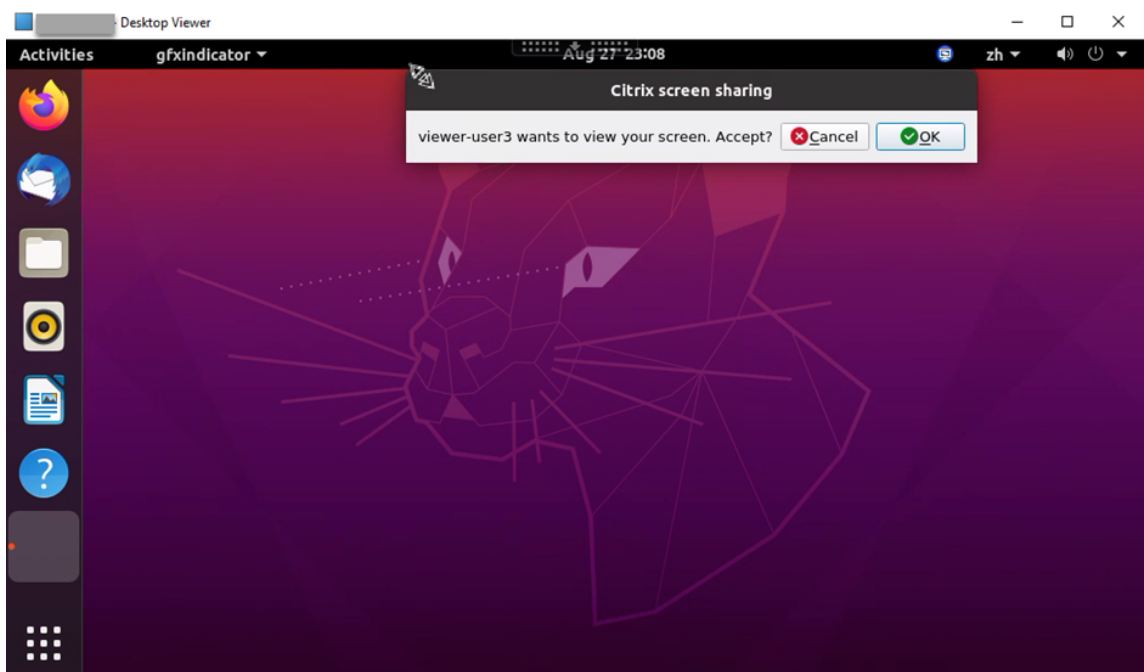 - Desktop Viewer
Activities gfxindicator Aug 27 23:08 zh
Citrix screen sharing
viewer-user3 wants to view your screen. Accept? Cancel OK
?